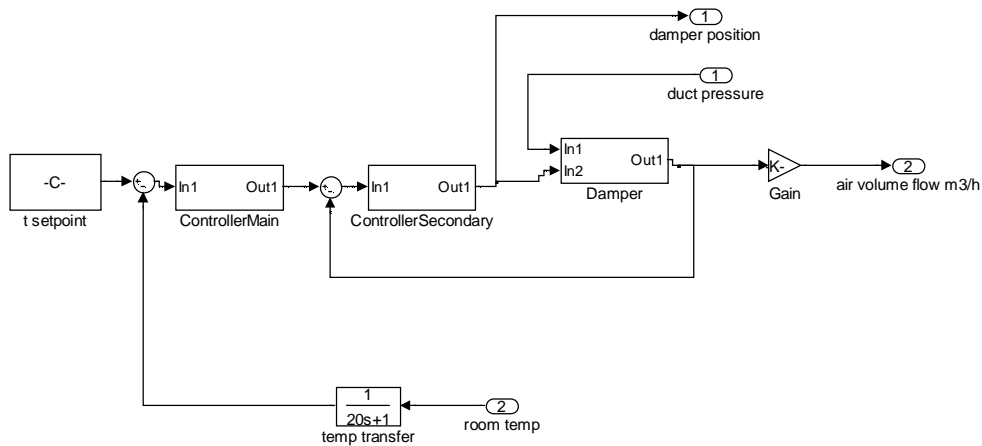 1
damper position
1
duct pressure
-C-
t setpoint
+-
In1 Out1
ControllerMain
+-
In1 Out1
ControllerSecondary
In1
In2
Out1
Damper
K-
Gain
2
air volume flow m3/h
1
20s+1
temp transfer
2
room temp